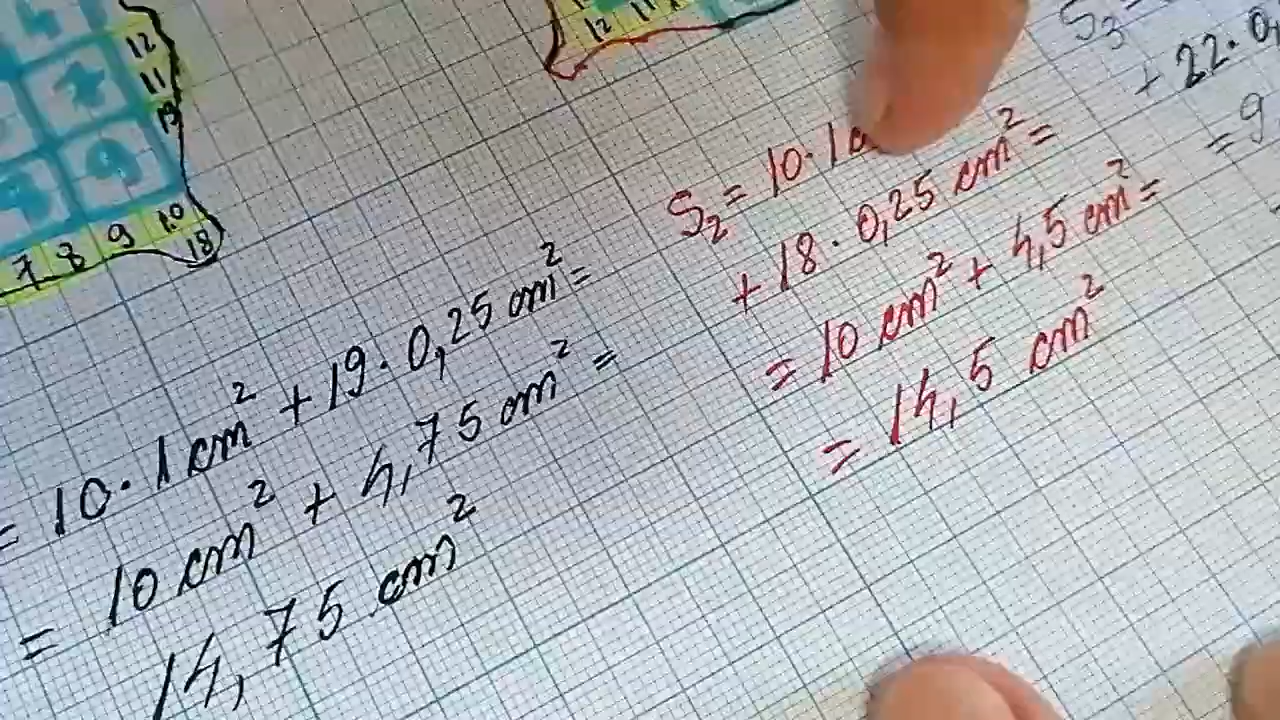 12
11
13
7 8 9 10
18
12 11
= 10 · 1 cm² + 19 · 0,25 cm² =
= 10 cm² + 4,75 cm² =
14,75 cm²
S₂ = 10 · 1
+ 18 · 0,25 cm² =
= 10 cm² + 4,5 cm² =
= 14,5 cm²
S₃ =
+ 22 · 0,
= 9